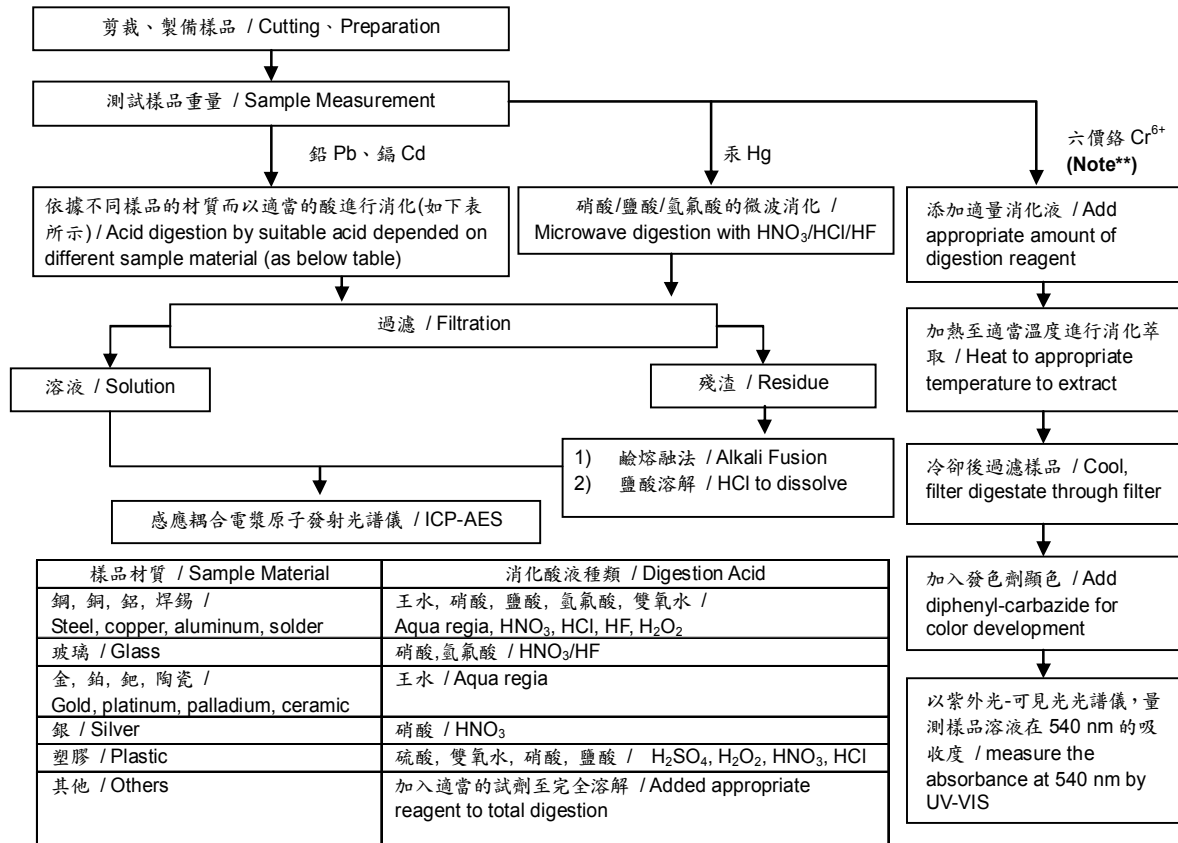 剪裁、製備樣品 / Cutting、Preparation
測試樣品重量 / Sample Measurement
鉛 Pb、鎘 Cd
汞 Hg
六價鉻 Cr⁶⁺
(Note**)
依據不同樣品的材質而以適當的酸進行消化(如下表
所示) / Acid digestion by suitable acid depended on
different sample material (as below table)
硝酸/鹽酸/氫氟酸的微波消化 /
Microwave digestion with HNO₃/HCl/HF
添加適量消化液 / Add
appropriate amount of
digestion reagent
過濾 / Filtration
加熱至適當溫度進行消化萃
取 / Heat to appropriate
temperature to extract
溶液 / Solution
殘渣 / Residue
1) 鹼熔融法 / Alkali Fusion
2) 鹽酸溶解 / HCl to dissolve
冷卻後過濾樣品 / Cool,
filter digestate through filter
感應耦合電漿原子發射光譜儀 / ICP-AES
加入發色劑顯色 / Add
diphenyl-carbazide for
color development
以紫外光-可見光光譜儀，量
測樣品溶液在 540 nm 的吸
收度 / measure the
absorbance at 540 nm by
UV-VIS
樣品材質 / Sample Material
消化酸液種類 / Digestion Acid
鋼, 銅, 鋁, 焊錫 /
Steel, copper, aluminum, solder
王水, 硝酸, 鹽酸, 氫氟酸, 雙氧水 /
Aqua regia, HNO₃, HCl, HF, H₂O₂
玻璃 / Glass
硝酸,氫氟酸 / HNO₃/HF
金, 鉑, 鈀, 陶瓷 /
Gold, platinum, palladium, ceramic
王水 / Aqua regia
銀 / Silver
硝酸 / HNO₃
塑膠 / Plastic
硫酸, 雙氧水, 硝酸, 鹽酸 / H₂SO₄, H₂O₂, HNO₃, HCl
其他 / Others
加入適當的試劑至完全溶解 / Added appropriate
reagent to total digestion